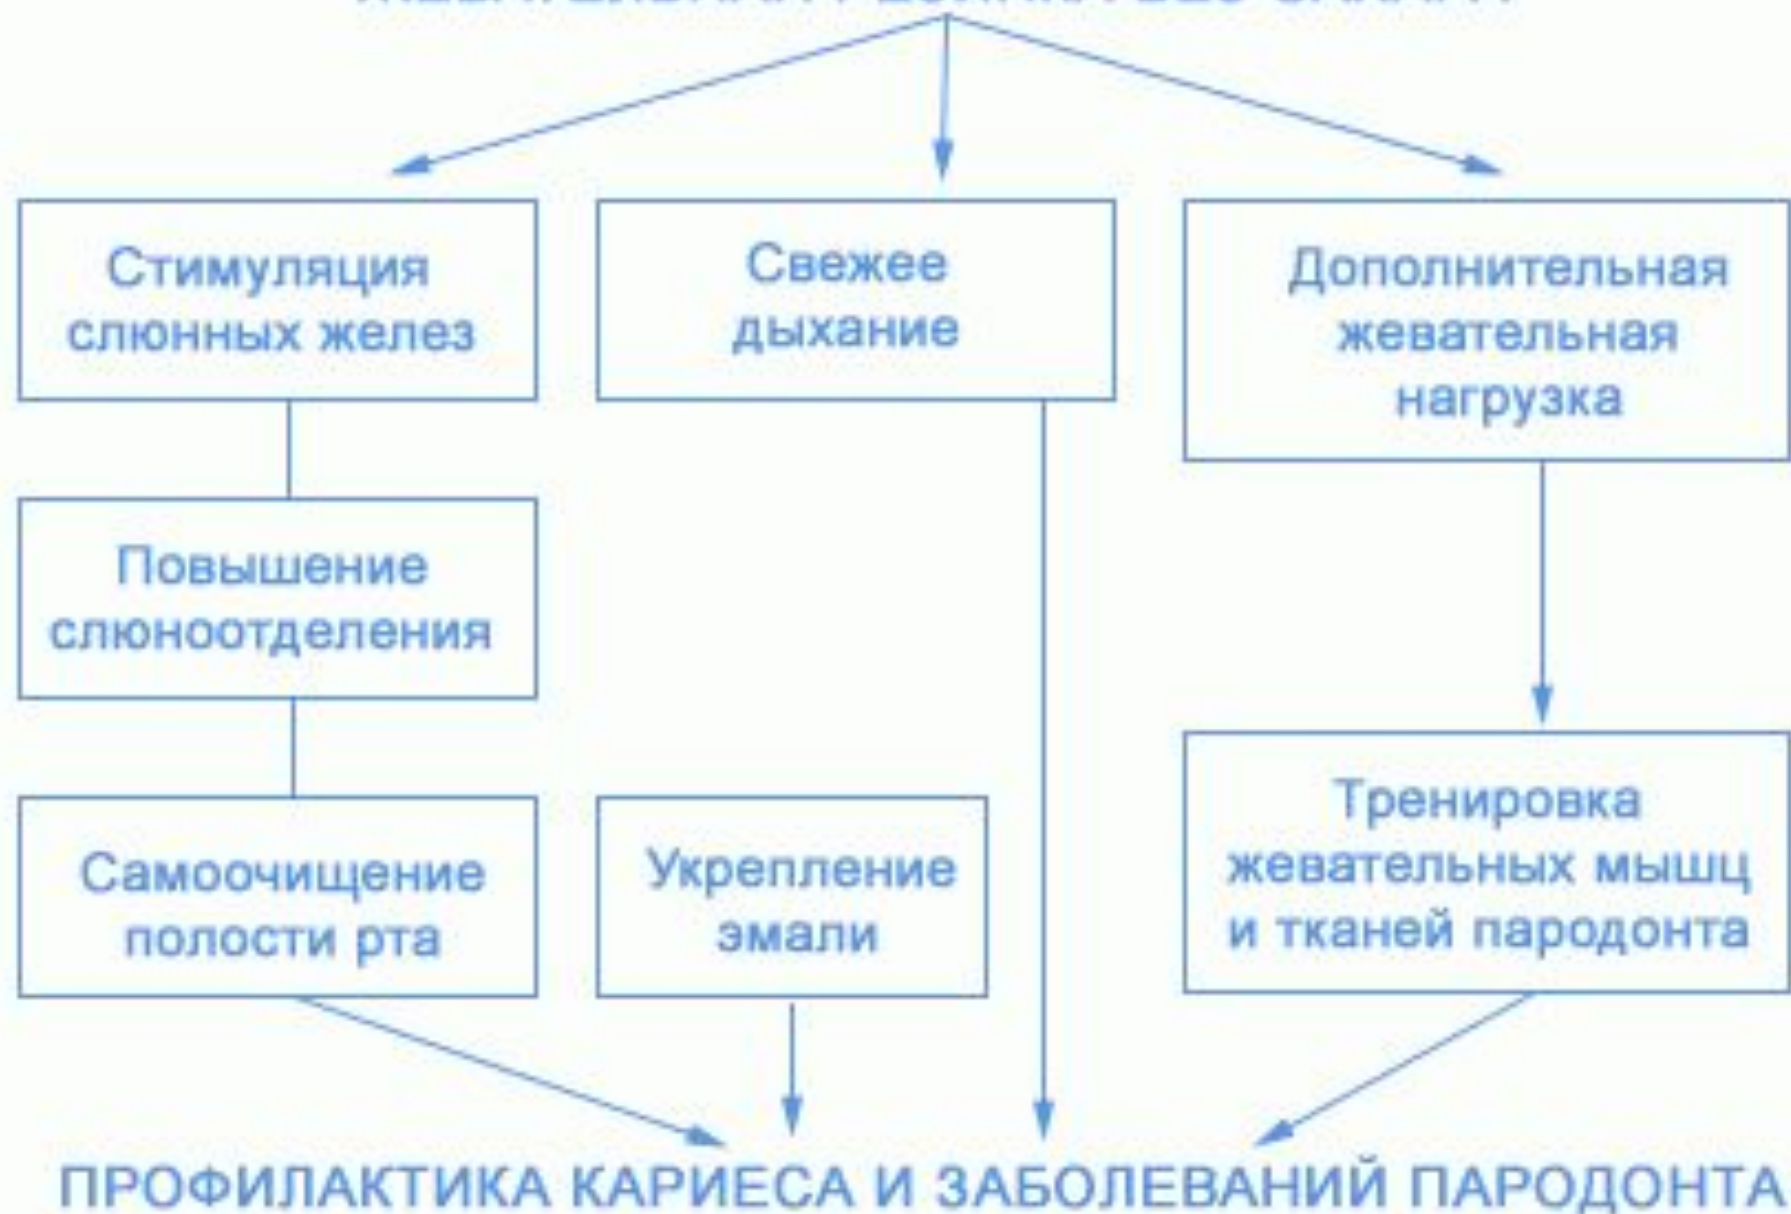 Стимуляция
слюнных желез
Свежее
дыхание
Дополнительная
жевательная
нагрузка
Повышение
слюноотделения
Самоочищение
полости рта
Укрепление
эмали
Тренировка
жевательных мышц
и тканей пародонта
ПРОФИЛАКТИКА КАРИЕСА И ЗАБОЛЕВАНИЙ ПАРОДОНТА